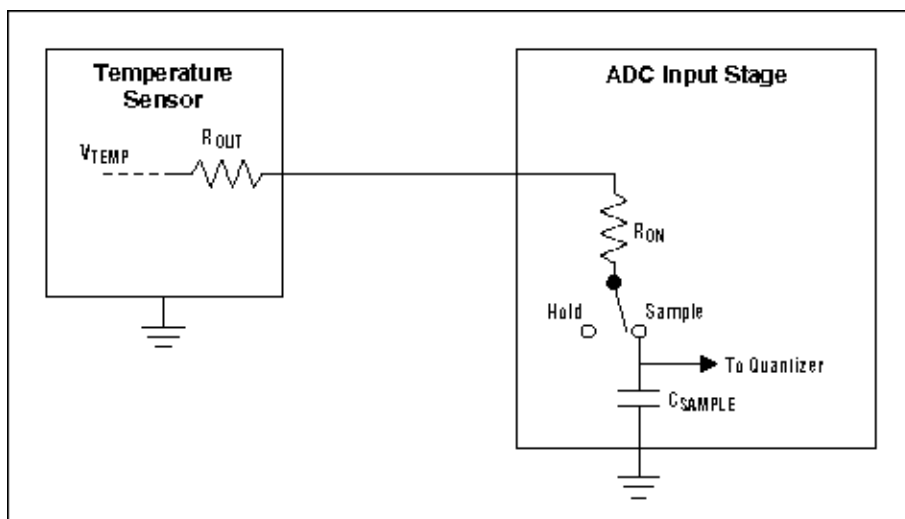 Temperature
Sensor
ROUT
VTEMP
ADC Input Stage
RON
Hold
Sample
To Quantizer
CSAMPLE